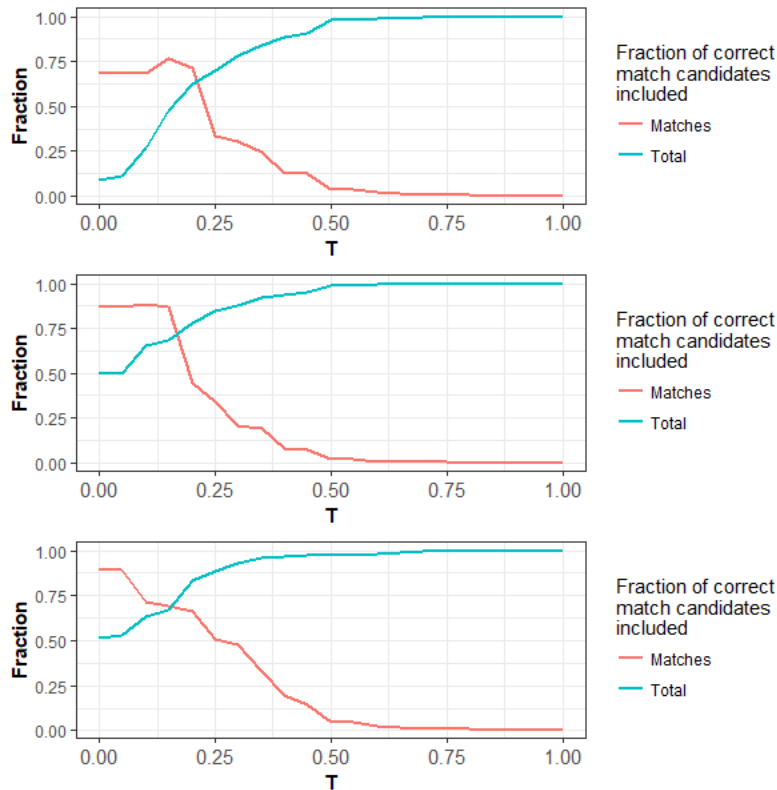 1.00
0.75
0.50
0.25
0.00
Fraction
0.00 0.25 0.50 0.75 1.00
T
Fraction of correct
match candidates
included
Matches
Total
1.00
0.75
0.50
0.25
0.00
Fraction
0.00 0.25 0.50 0.75 1.00
T
Fraction of correct
match candidates
included
Matches
Total
1.00
0.75
0.50
0.25
0.00
Fraction
0.00 0.25 0.50 0.75 1.00
T
Fraction of correct
match candidates
included
Matches
Total